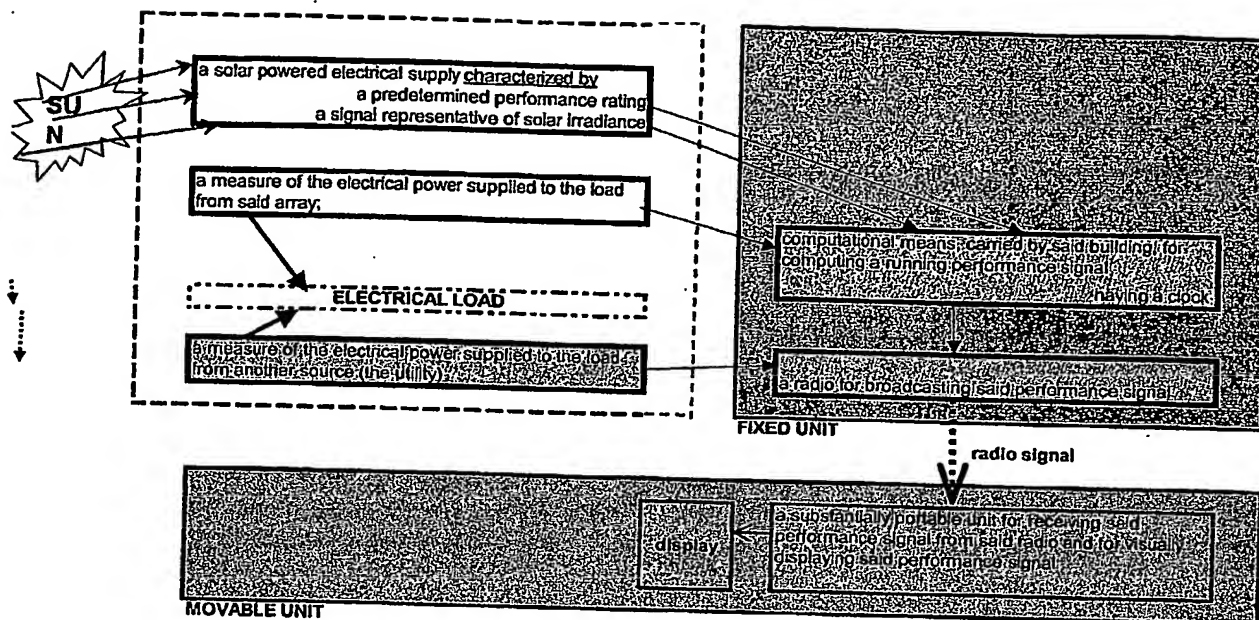 SU
N
a solar powered electrical supply characterized by
a predetermined performance rating
a signal representative of solar irradiance
a measure of the electrical power supplied to the load
from said array;
ELECTRICAL LOAD
a measure of the electrical power supplied to the load
from another source (the utility)
computational means, carried by said building, for
computing a running performance signal
having a clock
a radio for broadcasting said performance signal
FIXED UNIT
radio signal
display
a substantially portable unit for receiving said
performance signal from said radio and for visually
displaying said performance signal
MOVABLE UNIT